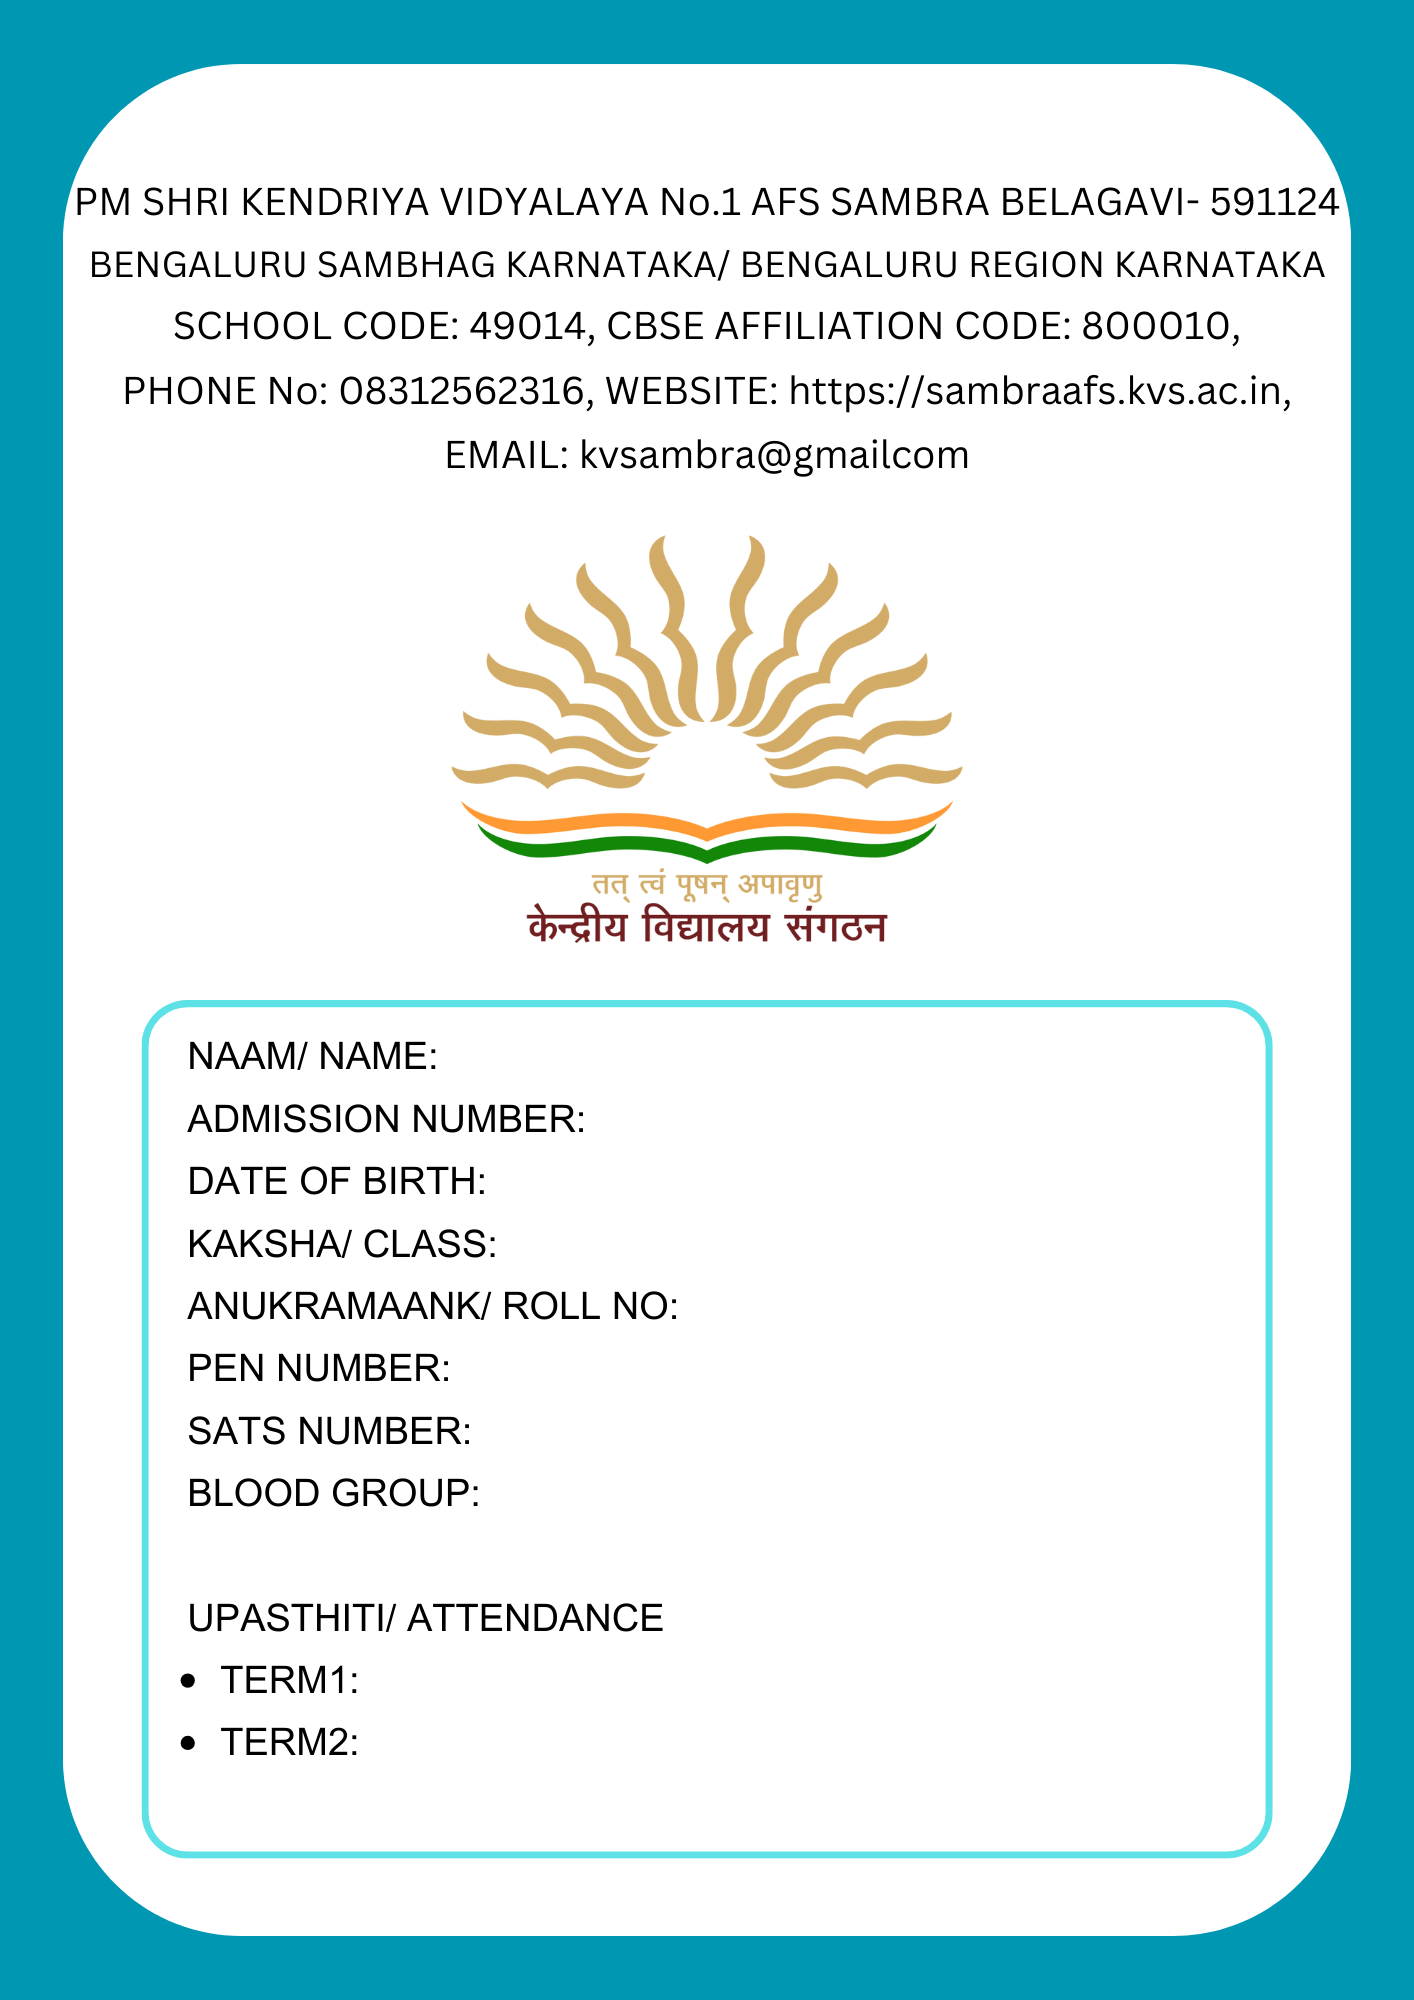 PM SHRI KENDRIYA VIDYALAYA No.1 AFS SAMBRA BELAGAVI- 591124
BENGALURU SAMBHAG KARNATAKA/ BENGALURU REGION KARNATAKA
SCHOOL CODE: 49014, CBSE AFFILIATION CODE: 800010,
PHONE No: 08312562316, WEBSITE: https://sambraafs.kvs.ac.in,
EMAIL: kvsambra@gmailcom
तत् त्वं पूषन् अपावृणु
केन्द्रीय विद्यालय संगठन
NAAM/ NAME:
ADMISSION NUMBER:
DATE OF BIRTH:
KAKSHA/ CLASS:
ANUKRAMAANK/ ROLL NO:
PEN NUMBER:
SATS NUMBER:
BLOOD GROUP:
UPASTHITI/ ATTENDANCE
• TERM1:
• TERM2: